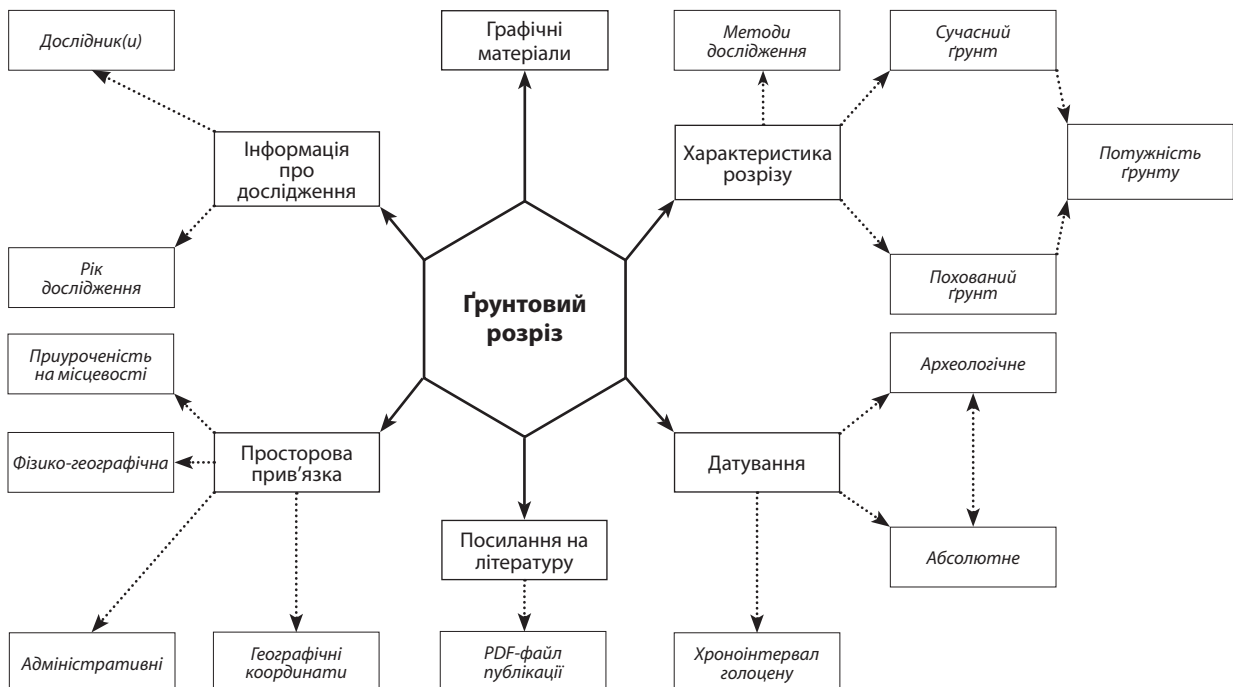 Дослідник(и)
Графічні
матеріали
Методи
дослідження
Сучасний
ґрунт
Інформація
про
дослідження
Характеристика
розрізу
Потужність
ґрунту
Рік
дослідження
Похований
ґрунт
Ґрунтовий
розріз
Приуроченість
на місцевості
Археологічне
Фізико-географічна
Просторова
прив'язка
Датування
Посилання на
літературу
Абсолютне
Адміністративні
Географічні
координати
PDF-файл
публікації
Хроноінтервал
голоцену